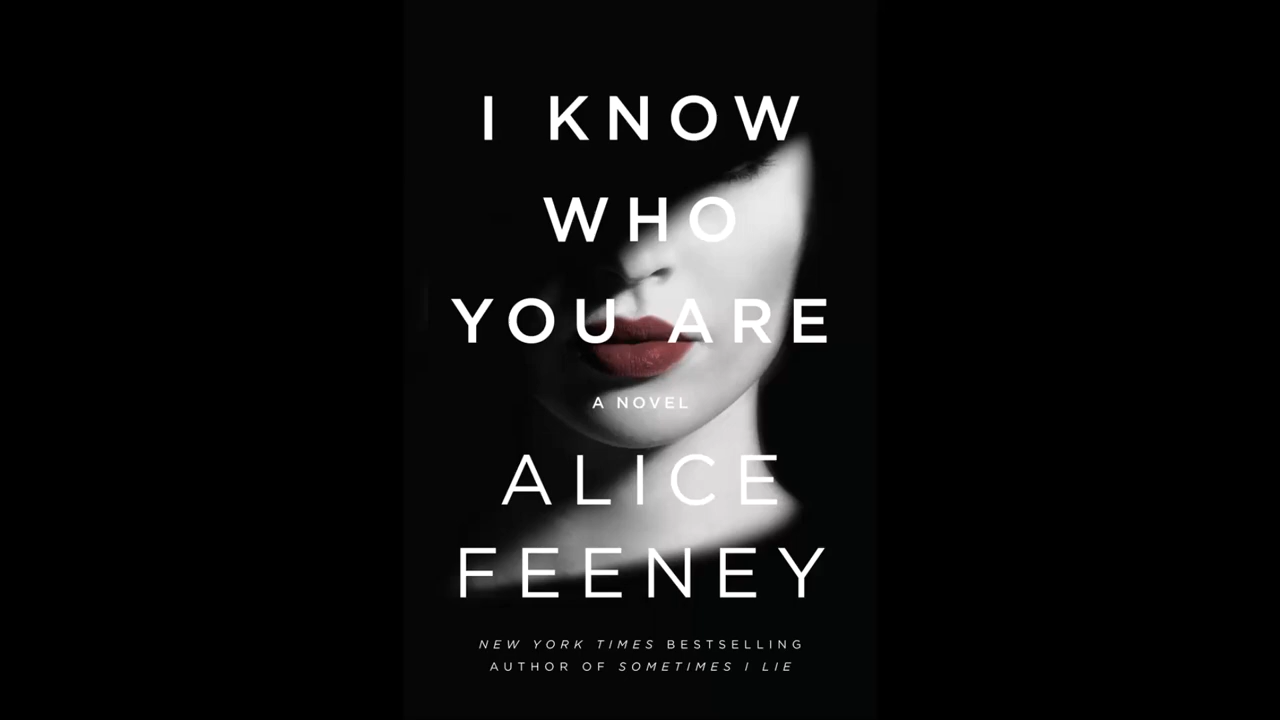 I KNOW
WHO
YOU ARE
A NOVEL
ALICE
FEENEY
NEW YORK TIMES BESTSELLING
AUTHOR OF SOMETIMES I LIE